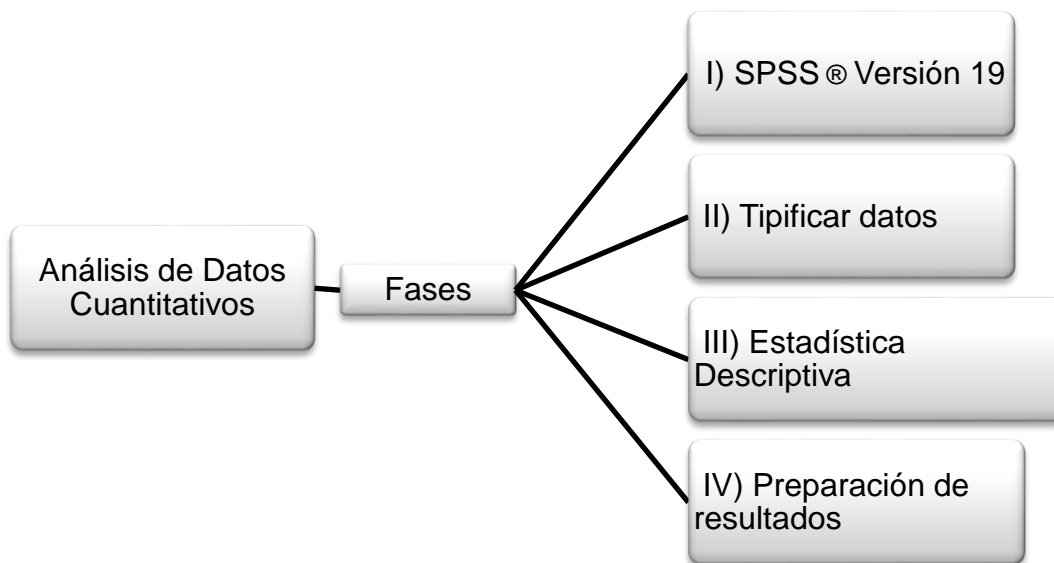 Análisis de Datos
Cuantitativos
Fases
I) SPSS ® Versión 19
II) Tipificar datos
III) Estadística
Descriptiva
IV) Preparación de
resultados